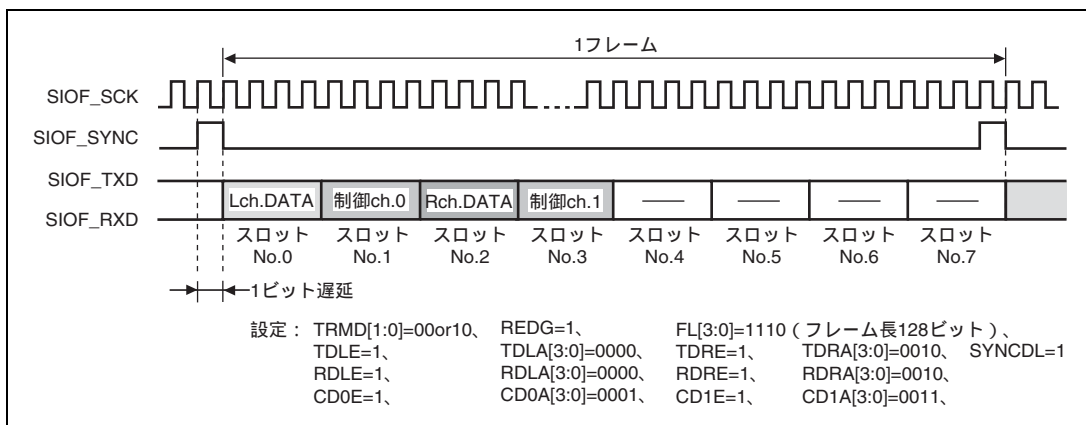 1フレーム
SIOF_SCK
SIOF_SYNC
SIOF_TXD
SIOF_RXD
Lch.DATA 制御ch.0 Rch.DATA 制御ch.1 ── ── ── ──
スロット スロット スロット スロット スロット スロット スロット スロット
No.0 No.1 No.2 No.3 No.4 No.5 No.6 No.7
1ビット遅延
設定： TRMD[1:0]=00or10、 REDG=1、 FL[3:0]=1110（フレーム長128ビット）、
TDLE=1、 TDLA[3:0]=0000、 TDRE=1、 TDRA[3:0]=0010、 SYNCDL=1
RDLE=1、 RDLA[3:0]=0000、 RDRE=1、 RDRA[3:0]=0010、
CD0E=1、 CD0A[3:0]=0001、 CD1E=1、 CD1A[3:0]=0011、